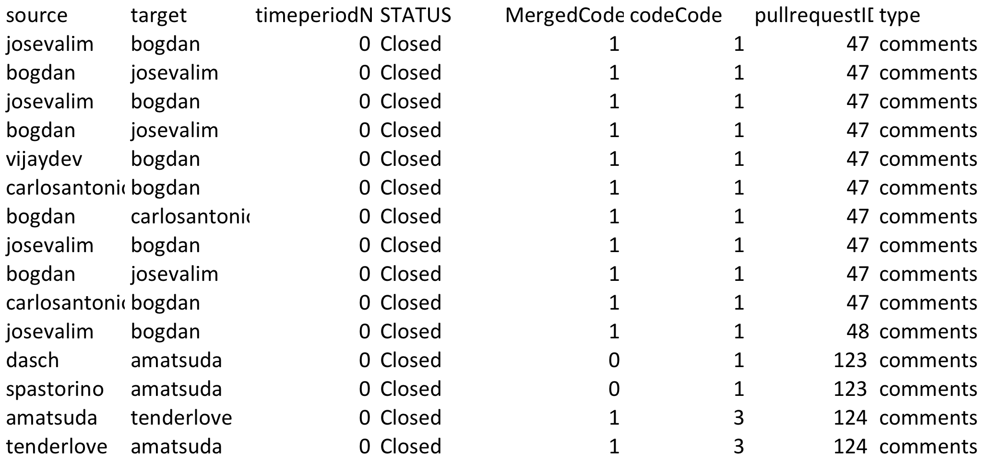 source target timeperiodN STATUS MergedCode codeCode pullrequestID type
josevalim bogdan 0 Closed 1 1 47 comments
bogdan josevalim 0 Closed 1 1 47 comments
josevalim bogdan 0 Closed 1 1 47 comments
bogdan josevalim 0 Closed 1 1 47 comments
vijaydev bogdan 0 Closed 1 1 47 comments
carlosantonio bogdan 0 Closed 1 1 47 comments
bogdan carlosantonio 0 Closed 1 1 47 comments
josevalim bogdan 0 Closed 1 1 47 comments
bogdan josevalim 0 Closed 1 1 47 comments
carlosantonio bogdan 0 Closed 1 1 47 comments
josevalim bogdan 0 Closed 1 1 48 comments
dasch amatsuda 0 Closed 0 1 123 comments
spastorino amatsuda 0 Closed 0 1 123 comments
amatsuda tenderlove 0 Closed 1 3 124 comments
tenderlove amatsuda 0 Closed 1 3 124 comments